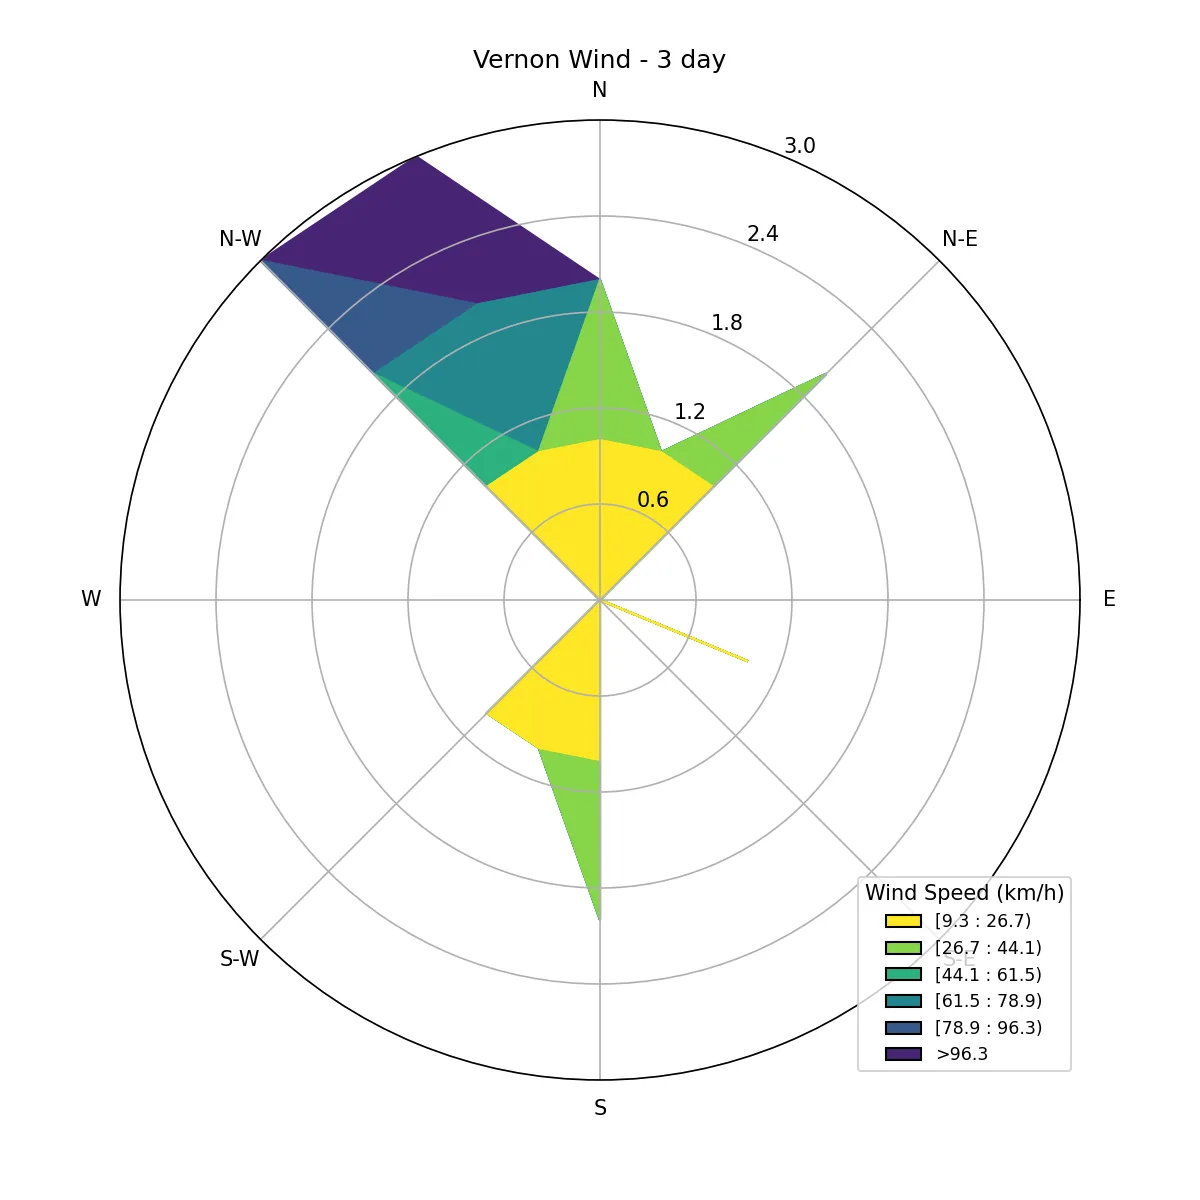 Vernon Wind - 3 day
N
3.0
N-W
2.4
N-E
1.8
1.2
0.6
W
E
Wind Speed (km/h)
[9.3 : 26.7)
[26.7 : 44.1)
S-W
S-E
[44.1 : 61.5)
[61.5 : 78.9)
[78.9 : 96.3)
>96.3
S